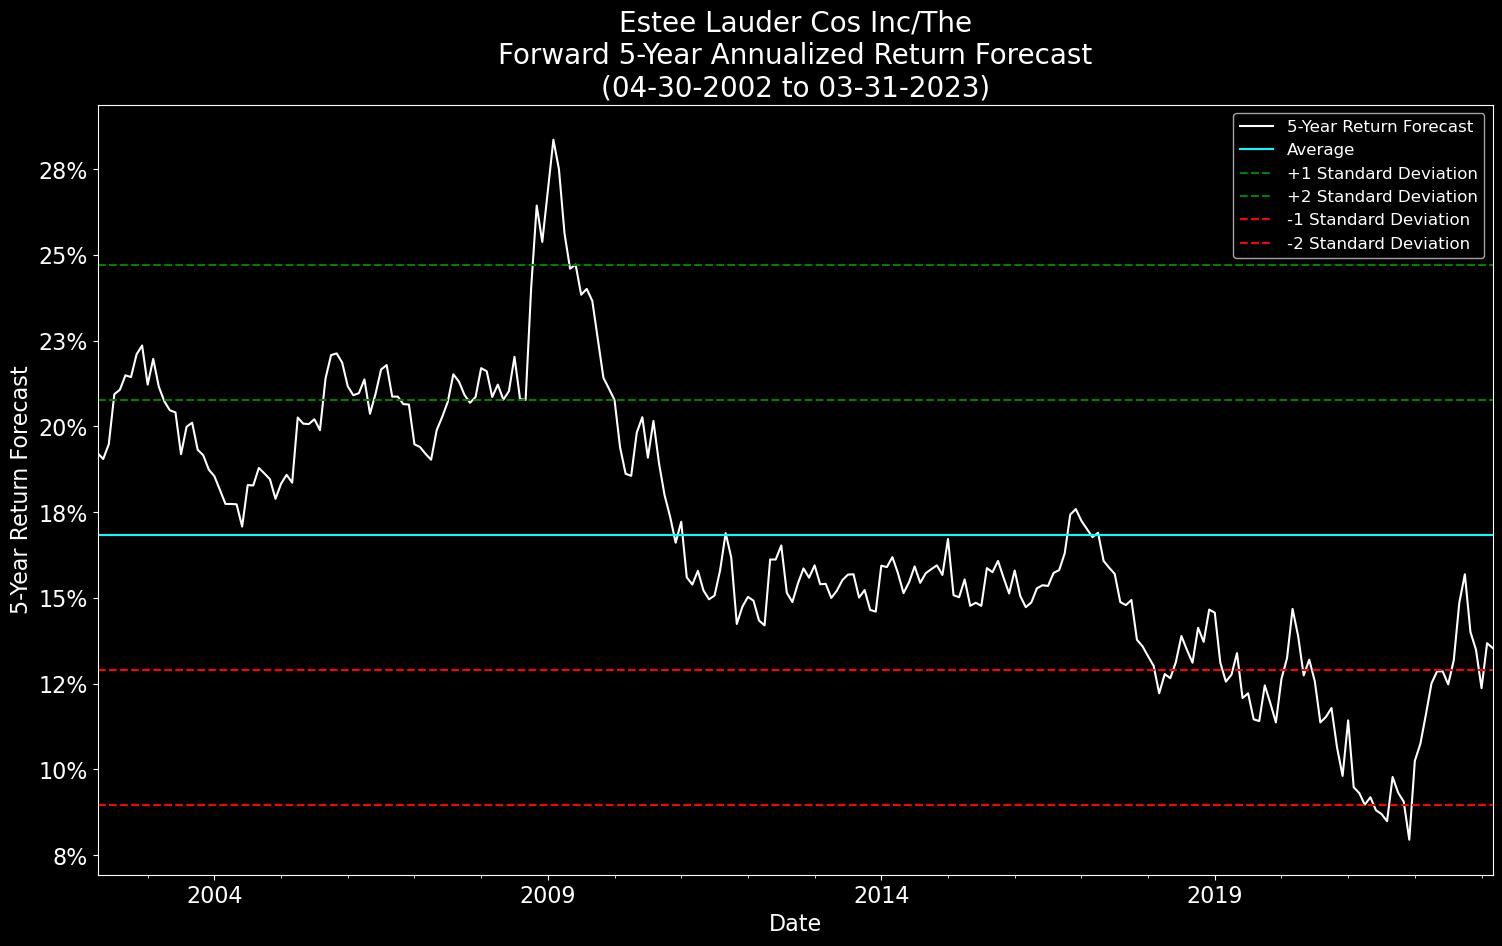 Estee Lauder Cos Inc/The
Forward 5-Year Annualized Return Forecast
(04-30-2002 to 03-31-2023)
5-Year Return Forecast
Average
+1 Standard Deviation
+2 Standard Deviation
-1 Standard Deviation
-2 Standard Deviation
28%
25%
23%
20%
18%
15%
12%
10%
8%
5-Year Return Forecast
2004
2009
2014
2019
Date